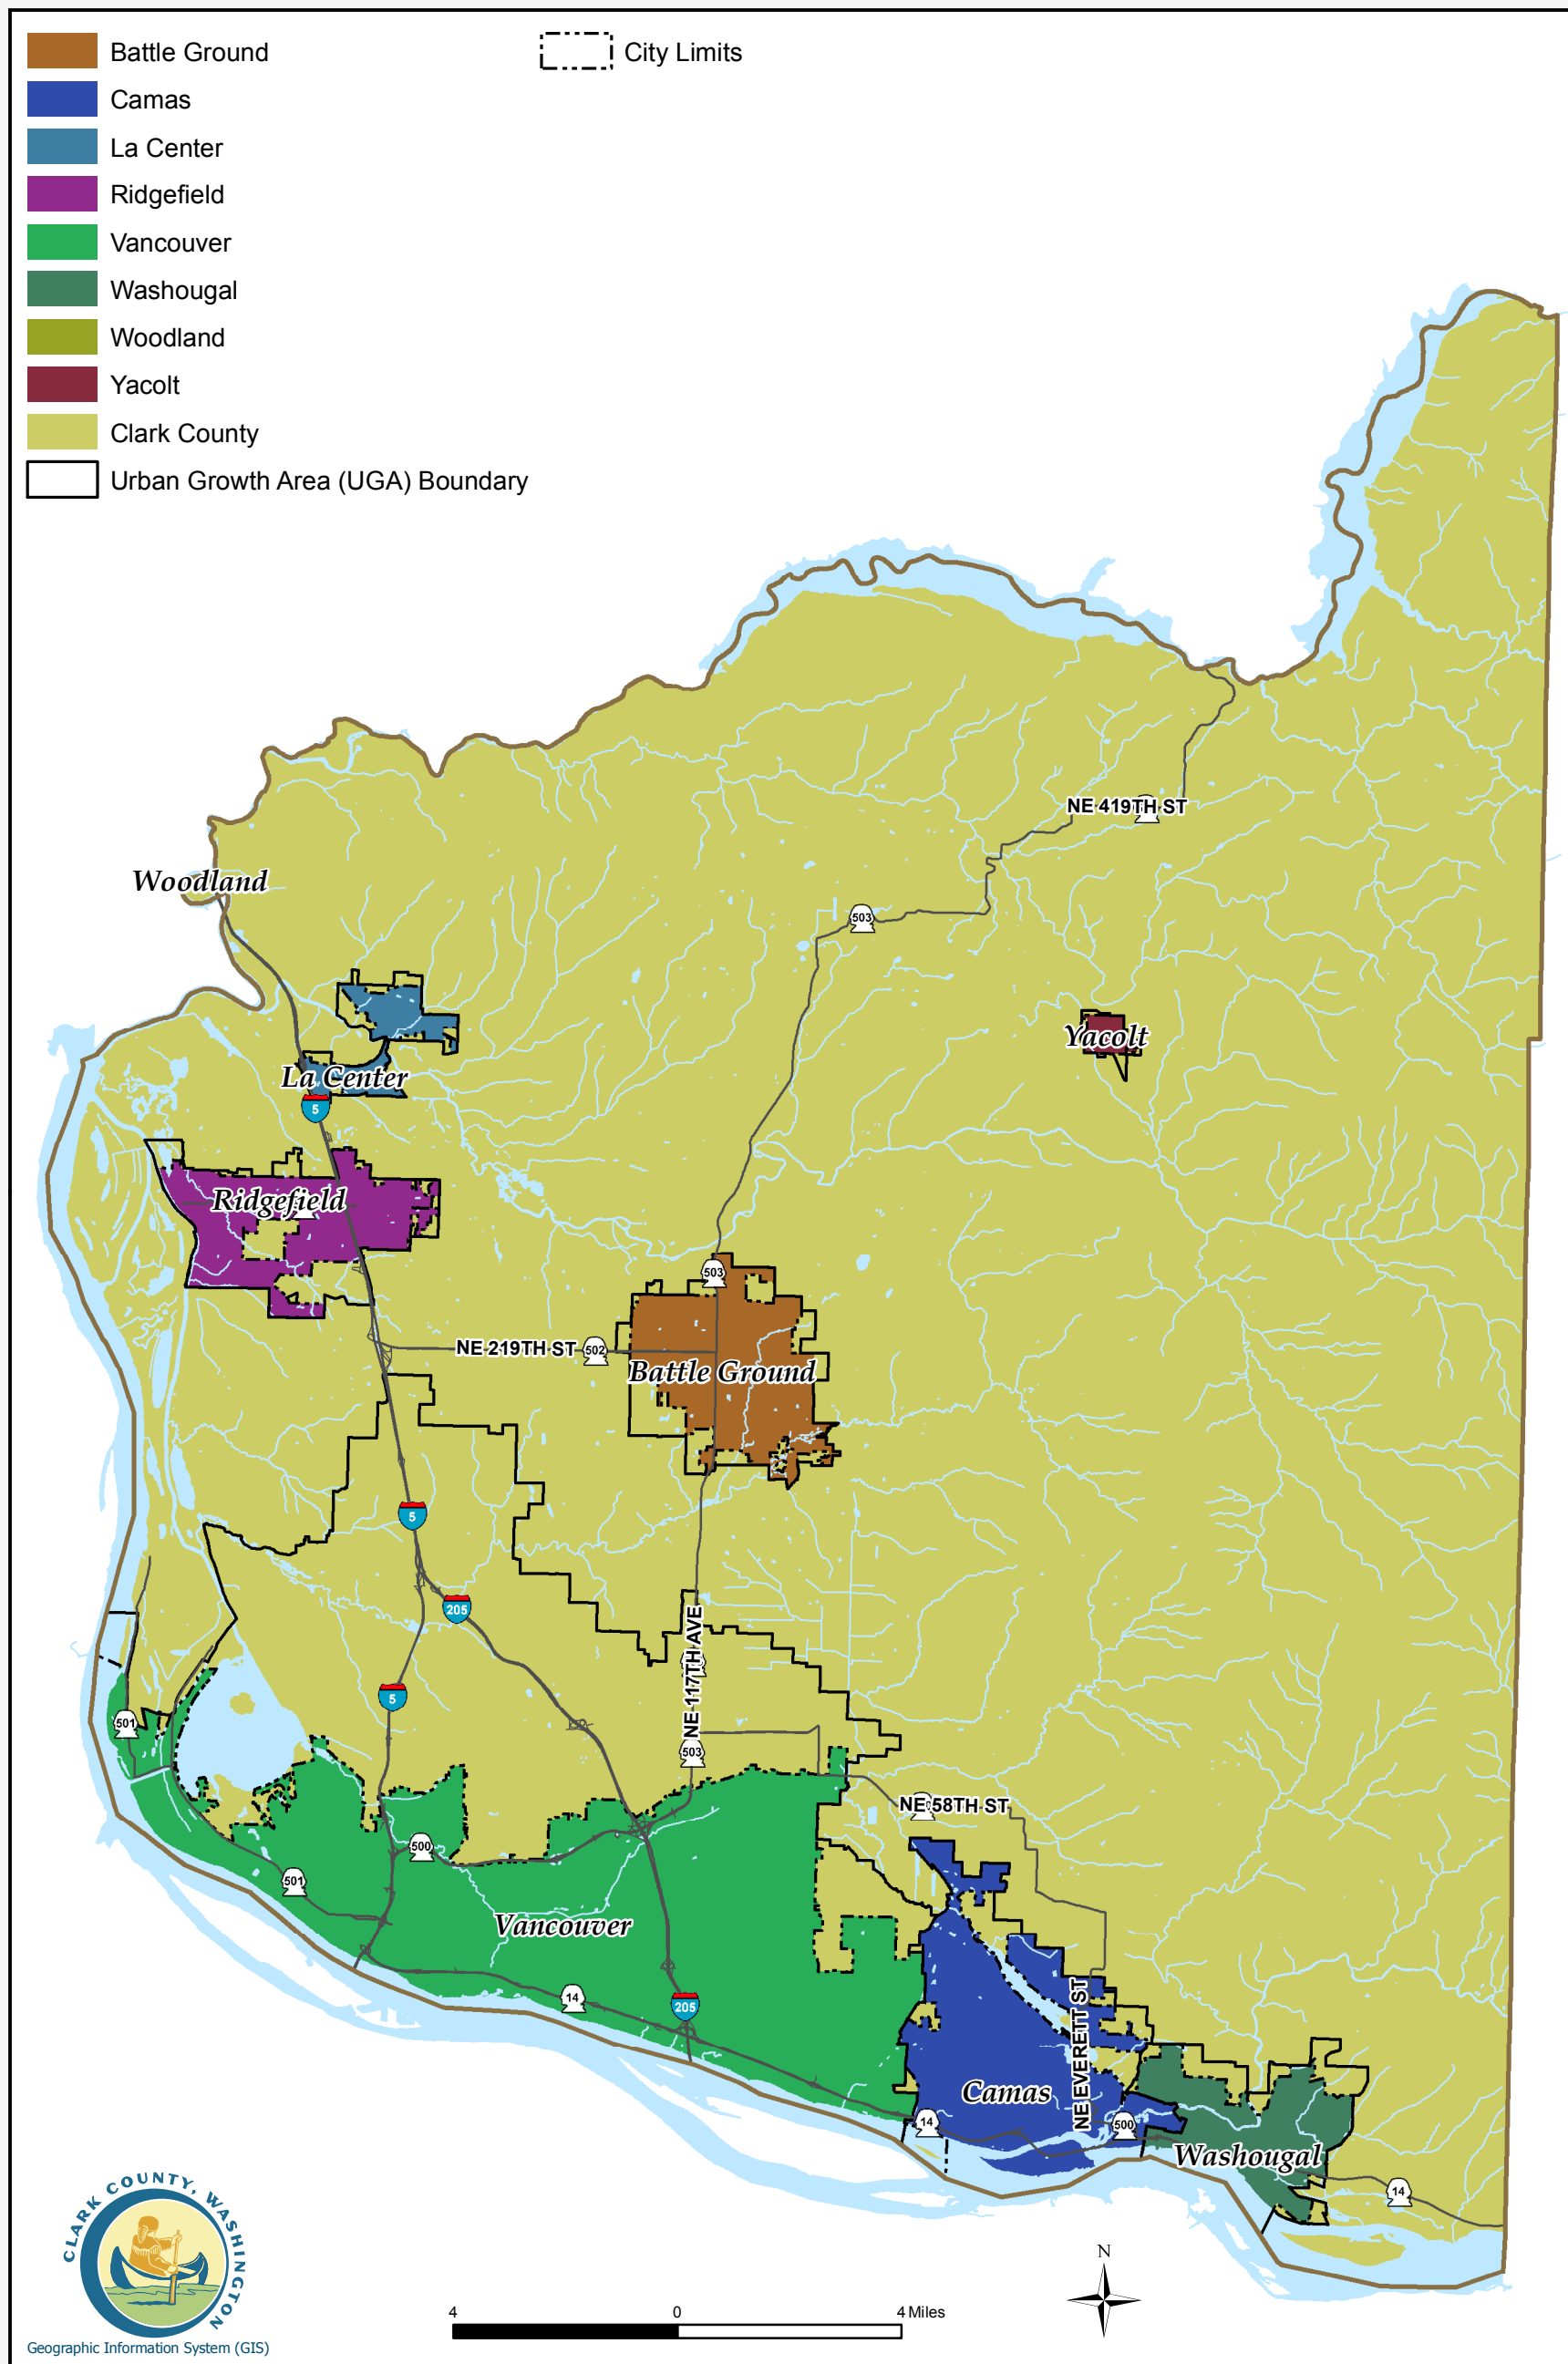 Battle Ground
City Limits
Camas
La Center
Ridgefield
Vancouver
Washougal
Woodland
Yacolt
Clark County
Urban Growth Area (UGA) Boundary
NE 419TH ST
Woodland
503
Yacolt
La Center
5
Ridgefield
503
NE 219TH ST
502
Battle Ground
5
205
NE 117TH AVE
5
501
503
NE 58TH ST
500
501
Vancouver
14
205
NE EVERETT ST
Camas
14
500
Washougal
14
CLARK COUNTY, WASHINGTON
Geographic Information System (GIS)
N
4 0 4 Miles